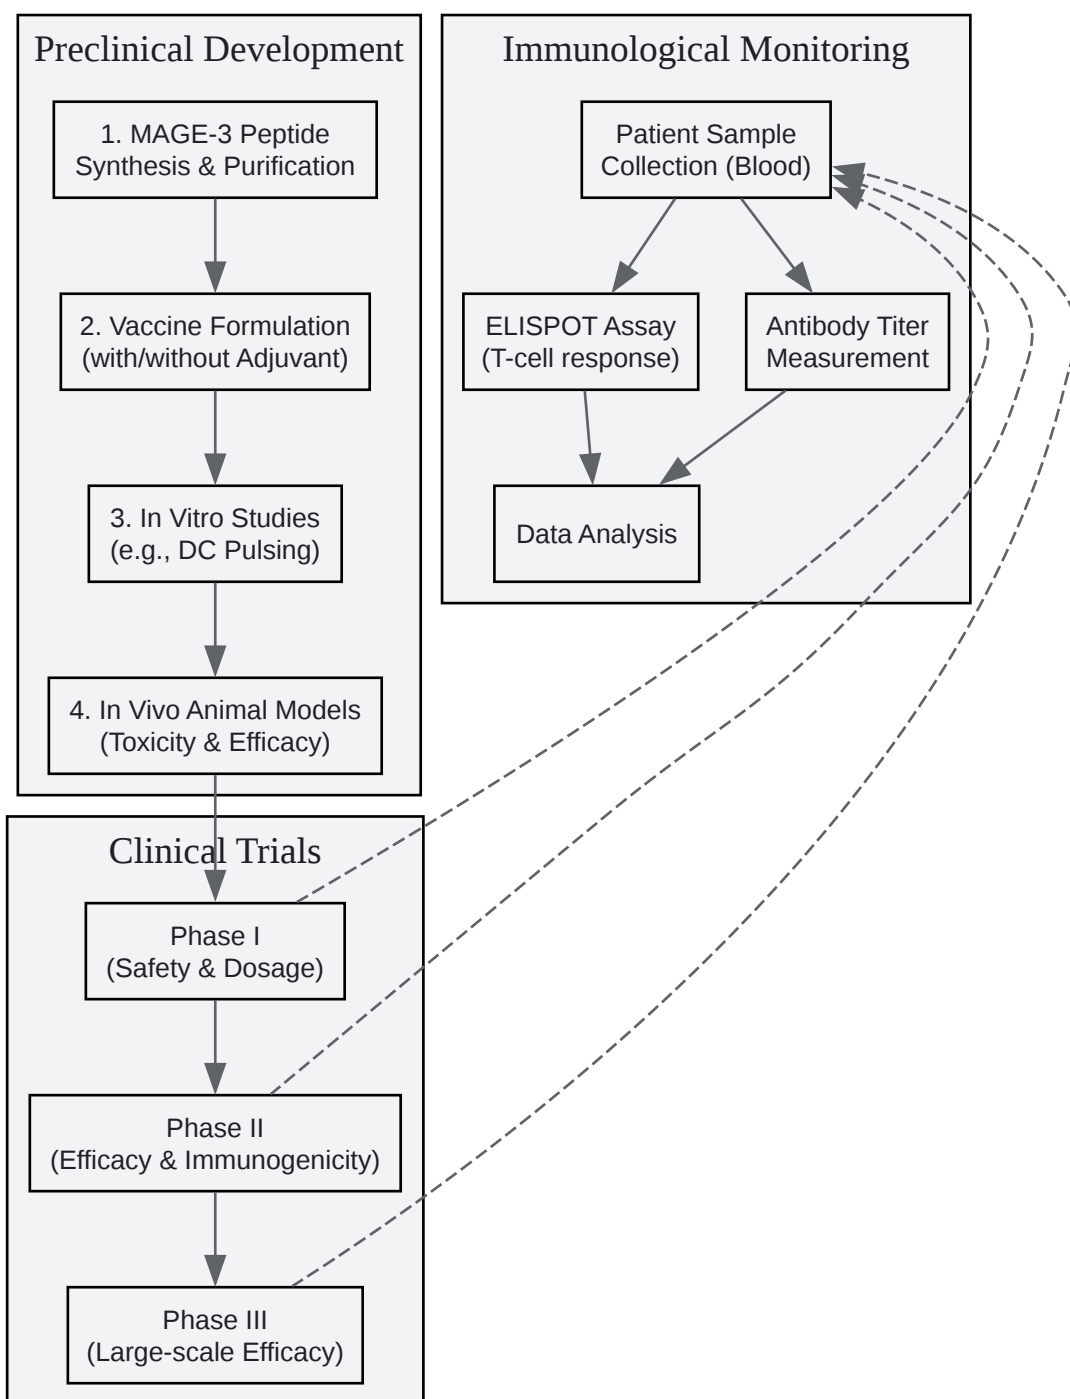 Preclinical Development
1. MAGE-3 Peptide
Synthesis & Purification
2. Vaccine Formulation
(with/without Adjuvant)
3. In Vitro Studies
(e.g., DC Pulsing)
4. In Vivo Animal Models
(Toxicity & Efficacy)
Immunological Monitoring
Patient Sample
Collection (Blood)
ELISPOT Assay
(T-cell response)
Antibody Titer
Measurement
Data Analysis
Clinical Trials
Phase I
(Safety & Dosage)
Phase II
(Efficacy & Immunogenicity)
Phase III
(Large-scale Efficacy)